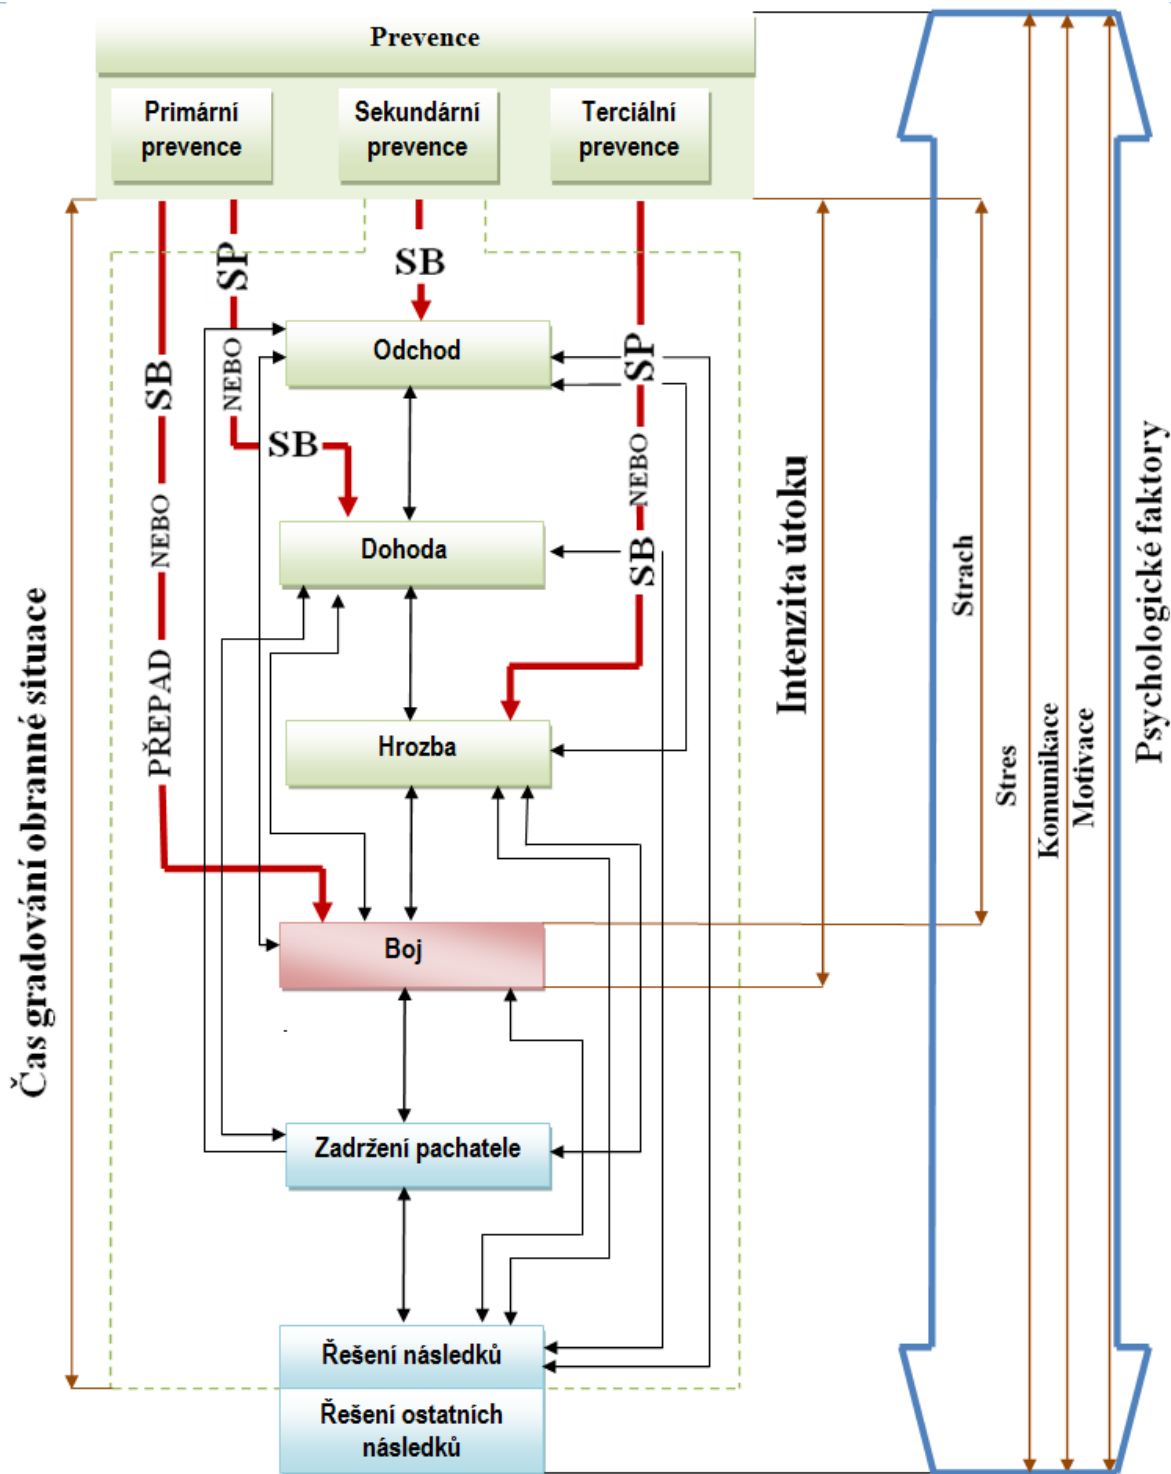 Prevence
Primární
prevence
Sekundární
prevence
Terciální
prevence
SP
SB
SB
NEBO
SP
Odchod
SB
NEBO
NEBO
Dohoda
SB
PŘEPAD
Hrozba
Boj
Zadržení pachatele
Řešení následků
Řešení ostatních
následků
Čas gradování obranné situace
Intenzita útoku
Strach
Stres
Komunikace
Motivace
Psychologické faktory